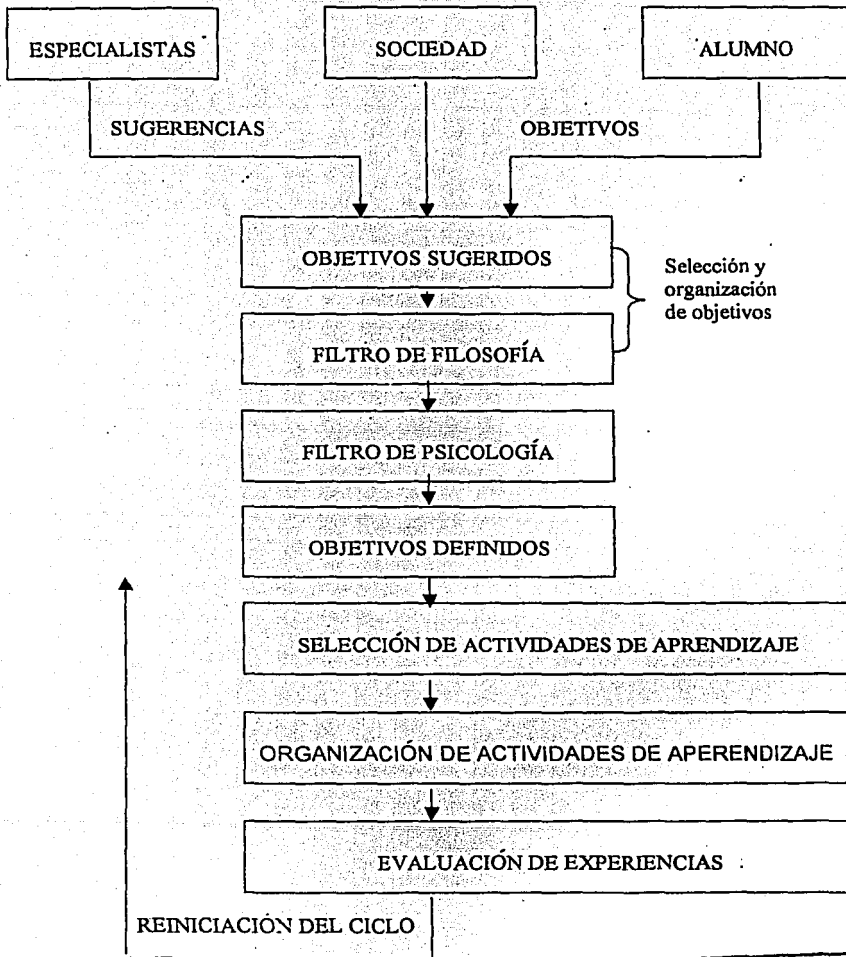 ESPECIALISTAS
SOCIEDAD
ALUMNO
SUGERENCIAS
OBJETIVOS
OBJETIVOS SUGERIDOS
Selección y
organización
de objetivos
FILTRO DE FILOSOFÍA
FILTRO DE PSICOLOGÍA
OBJETIVOS DEFINIDOS
SELECCIÓN DE ACTIVIDADES DE APRENDIZAJE
ORGANIZACIÓN DE ACTIVIDADES DE APERENDIZAJE
EVALUACIÓN DE EXPERIENCIAS
REINICIACIÓN DEL CICLO